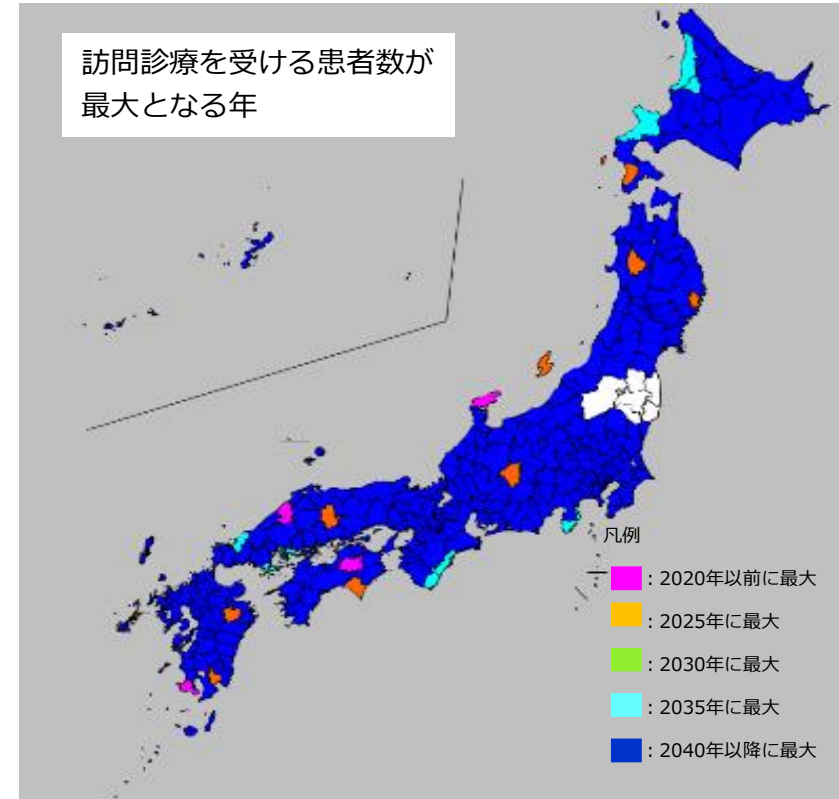 訪問診療を受ける患者数が
最大となる年
凡例
：2020年以前に最大
：2025年に最大
：2030年に最大
：2035年に最大
：2040年以降に最大